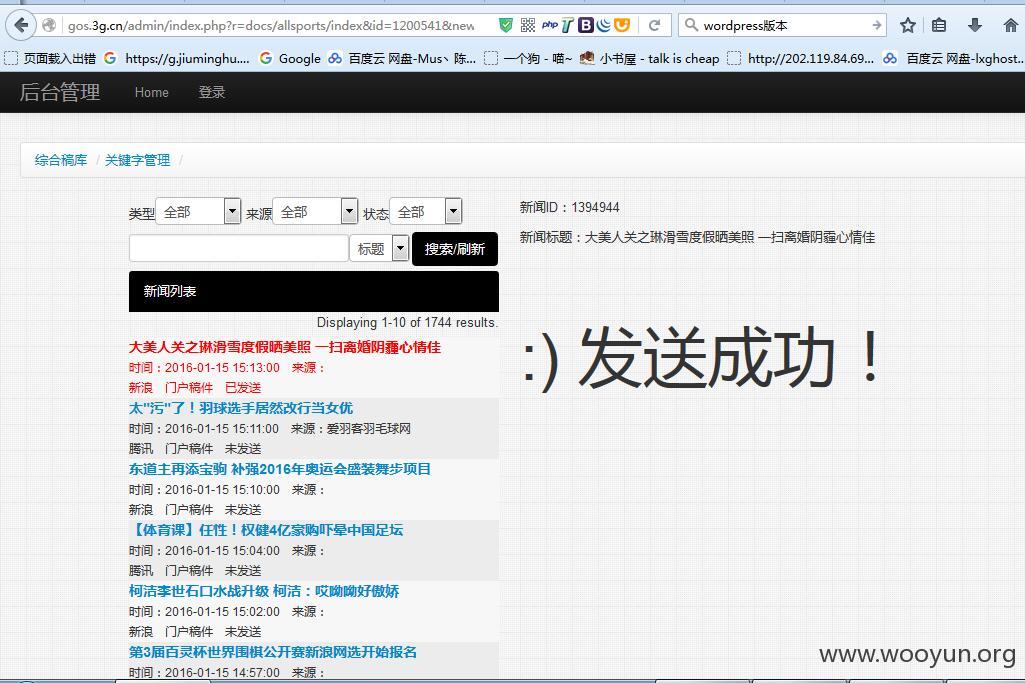 gos.3g.cn/admin/index.php?r=docs/allsports/index&id=1200541&new
php
wordpress版本
页面载入出错
https://g.jiuminghu....
Google
百度云 网盘-Mus丶 陈...
一个狗 - 喵~
小书屋 - talk is cheap
http://202.119.84.69...
百度云 网盘-lxghost...
后台管理 Home 登录
综合稿库 / 关键字管理 /
类型 全部 来源 全部 状态 全部
标题 搜索/刷新
新闻列表
Displaying 1-10 of 1744 results.
大美人关之琳滑雪度假晒美照 一扫离婚阴霾心情佳
时间：2016-01-15 15:13:00 来源：
新浪 门户稿件 已发送
太"污"了！羽球选手居然改行当女优
时间：2016-01-15 15:11:00 来源：爱羽客羽毛球网
腾讯 门户稿件 未发送
东道主再添宝驹 补强2016年奥运会盛装舞步项目
时间：2016-01-15 15:10:00 来源：
新浪 门户稿件 未发送
【体育课】任性！权健4亿豪购吓晕中国足坛
时间：2016-01-15 15:04:00 来源：
腾讯 门户稿件 未发送
柯洁李世石口水战升级 柯洁：哎呦呦好傲娇
时间：2016-01-15 15:02:00 来源：
新浪 门户稿件 未发送
第3届百灵杯世界围棋公开赛新浪网选开始报名
时间：2016-01-15 14:57:00 来源：
新闻ID：1394944
新闻标题：大美人关之琳滑雪度假晒美照 一扫离婚阴霾心情佳
:) 发送成功！
www.wooyun.org